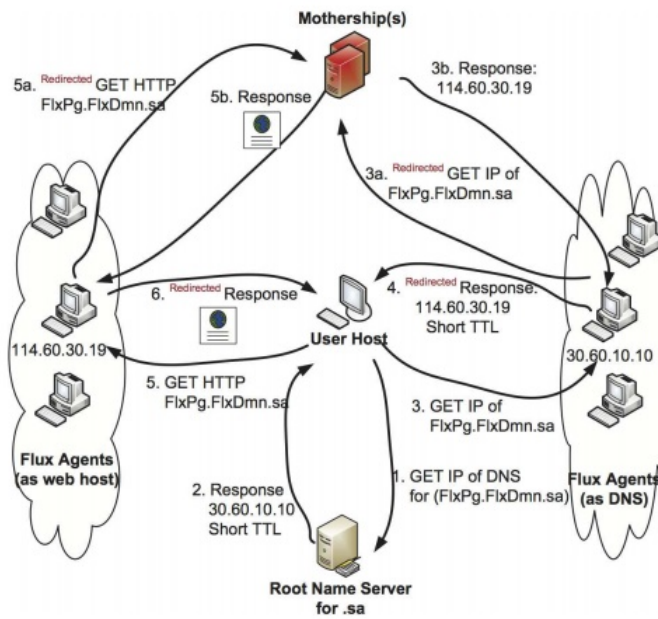 Mothership(s)
5a. Redirected GET HTTP
FlxPg.FlxDmn.sa
5b. Response
3b. Response:
114.60.30.19
3a. Redirected GET IP of
FlxPg.FlxDmn.sa
6. Redirected Response
4. Redirected Response:
114.60.30.19
Short TTL
User Host
114.60.30.19
30.60.10.10
5. GET HTTP
FlxPg.FlxDmn.sa
3. GET IP of
FlxPg.FlxDmn.sa
Flux Agents
(as web host)
2. Response
30.60.10.10
Short TTL
1. GET IP of DNS
for (FlxPg.FlxDmn.sa)
Flux Agents
(as DNS)
Root Name Server
for .sa